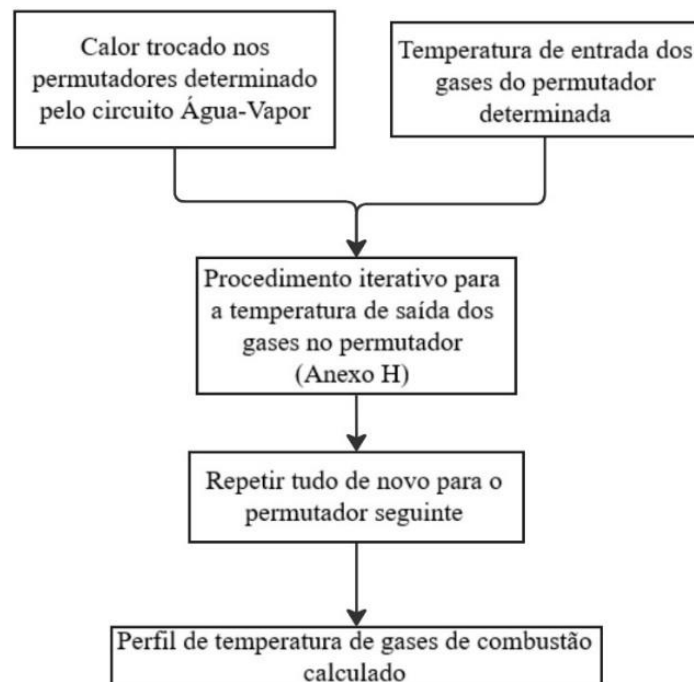 Calor trocado nos
permutadores determinado
pelo circuito Água-Vapor
Temperatura de entrada dos
gases do permutador
determinada
Procedimento iterativo para
a temperatura de saída dos
gases no permutador
(Anexo H)
Repetir tudo de novo para o
permutador seguinte
Perfil de temperatura de gases de combustão
calculado